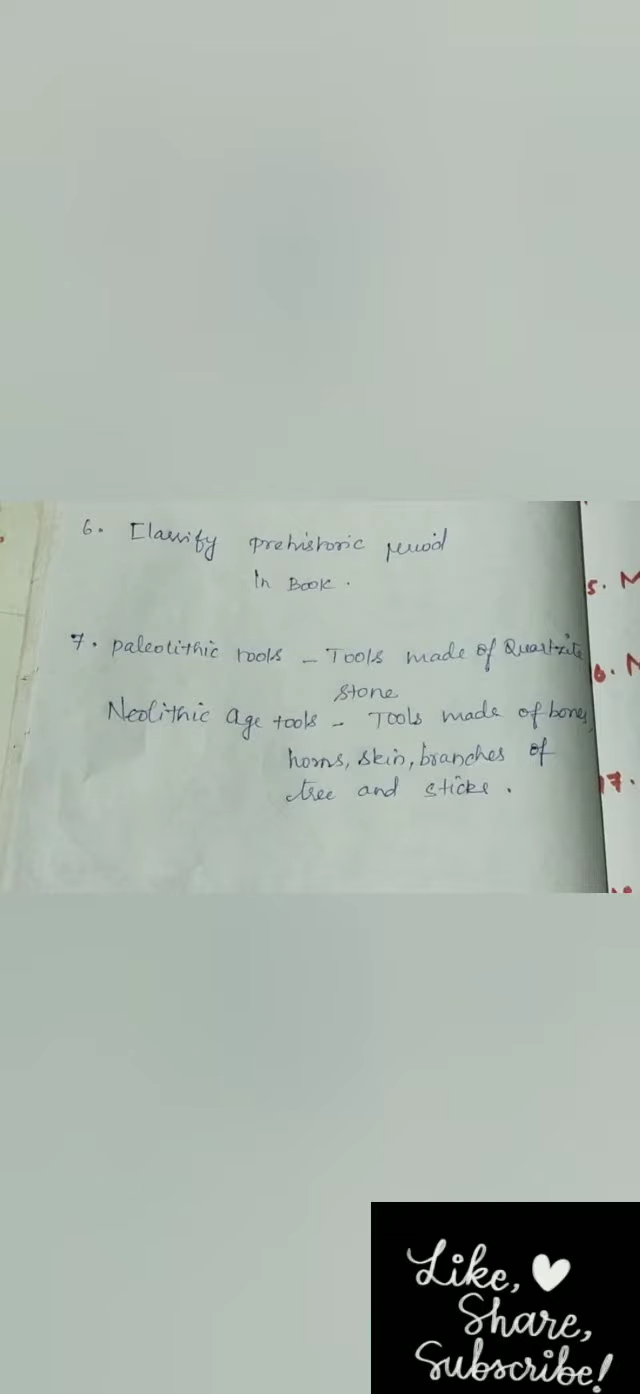 6. Classify prehistoric period
In Book.
7. paleolithic tools - Tools made of Quartzite
stone
Neolithic Age tools - Tools made of bones,
horns, skin, branches of
tree and sticks.
5. M
6. M
17.
Like,
Share,
Subscribe!